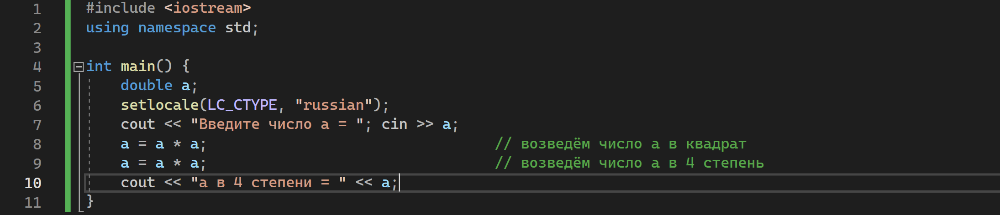 1 #include <iostream>
2 using namespace std;
3
4 int main() {
5 double a;
6 setlocale(LC_CTYPE, "russian");
7 cout << "Введите число a = "; cin >> a;
8 a = a * a; // возведём число a в квадрат
9 a = a * a; // возведём число a в 4 степень
10 cout << "a в 4 степени = " << a;
11 }